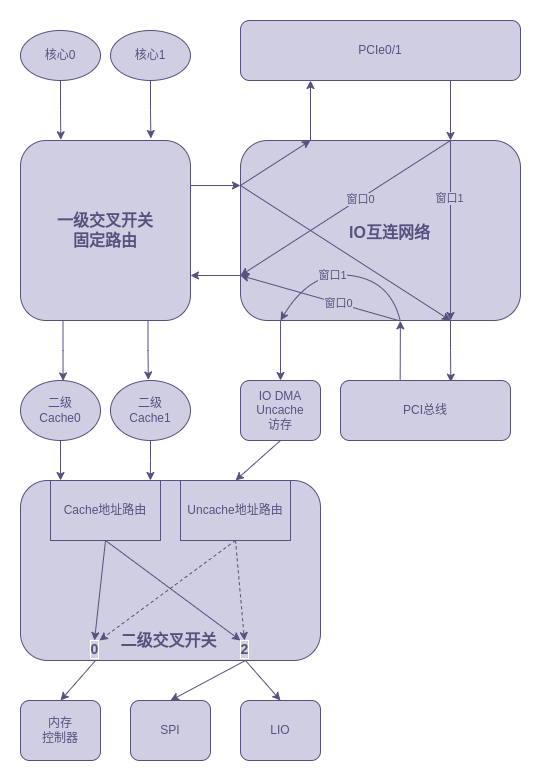 核心0
核心1
PCIe0/1
一级交叉开关
固定路由
窗口0
窗口1
IO互连网络
窗口1
窗口0
二级
Cache0
二级
Cache1
IO DMA
Uncache
访存
PCI总线
Cache地址路由
Uncache地址路由
0
二级交叉开关
2
内存
控制器
SPI
LIO